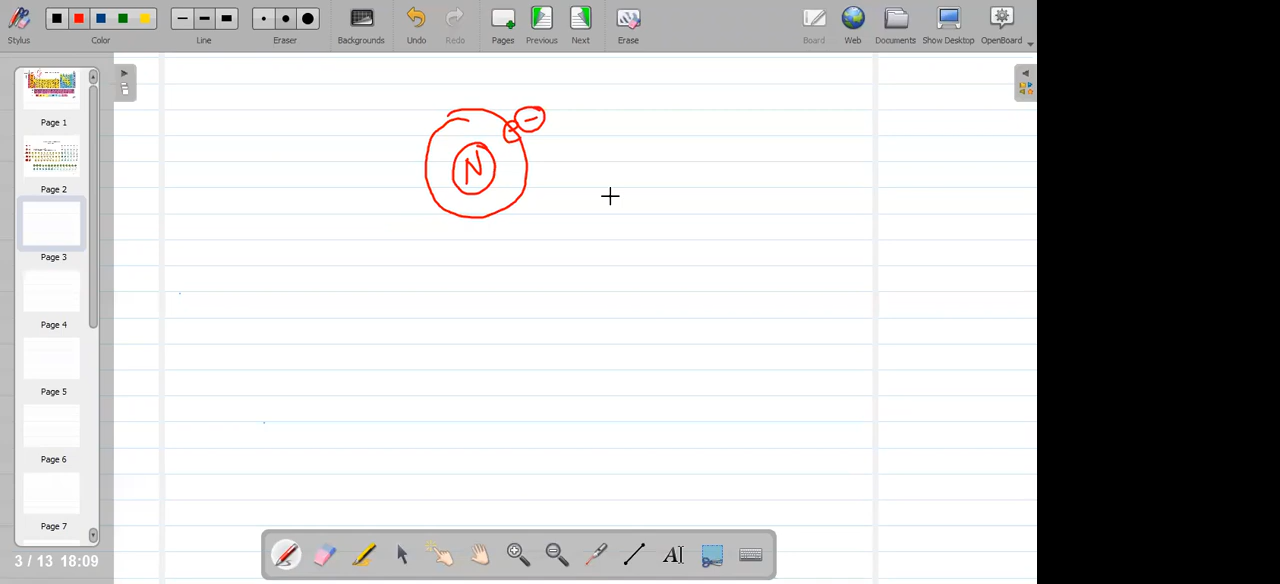 Stylus
Color
Line
Eraser
Backgrounds
Undo
Redo
Pages
Previous
Next
Erase
Board
Web
Documents
Show Desktop
OpenBoard
Page 1
Page 2
Page 3
Page 4
Page 5
Page 6
Page 7
3 / 13 18:09
N
-
A